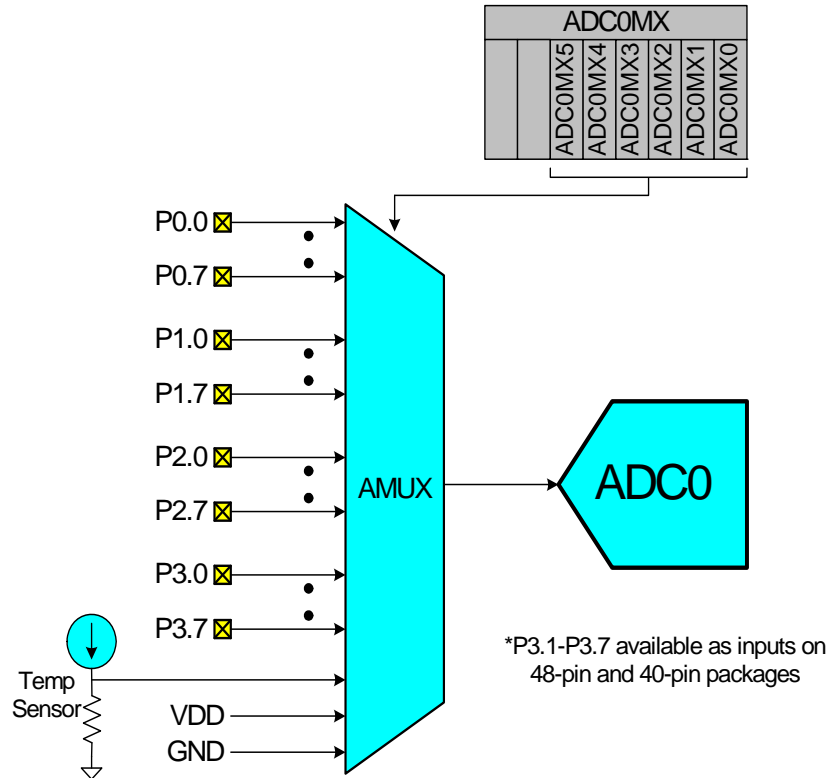 ADC0MX
ADC0MX5
ADC0MX4
ADC0MX3
ADC0MX2
ADC0MX1
ADC0MX0
P0.0
P0.7
P1.0
P1.7
P2.0
P2.7
P3.0
P3.7
AMUX
ADC0
*P3.1-P3.7 available as inputs on
48-pin and 40-pin packages
Temp
Sensor
VDD
GND